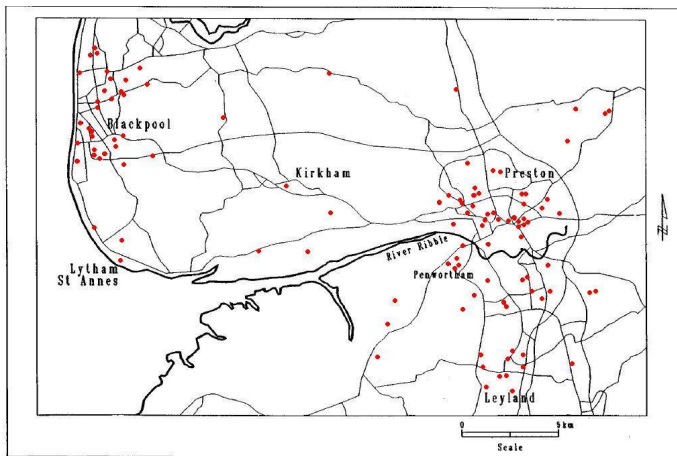 Blackpool
Kirkham
Preston
River Ribble
Lytham
St Annes
Penwortham
Leyland
0 5km
Scale